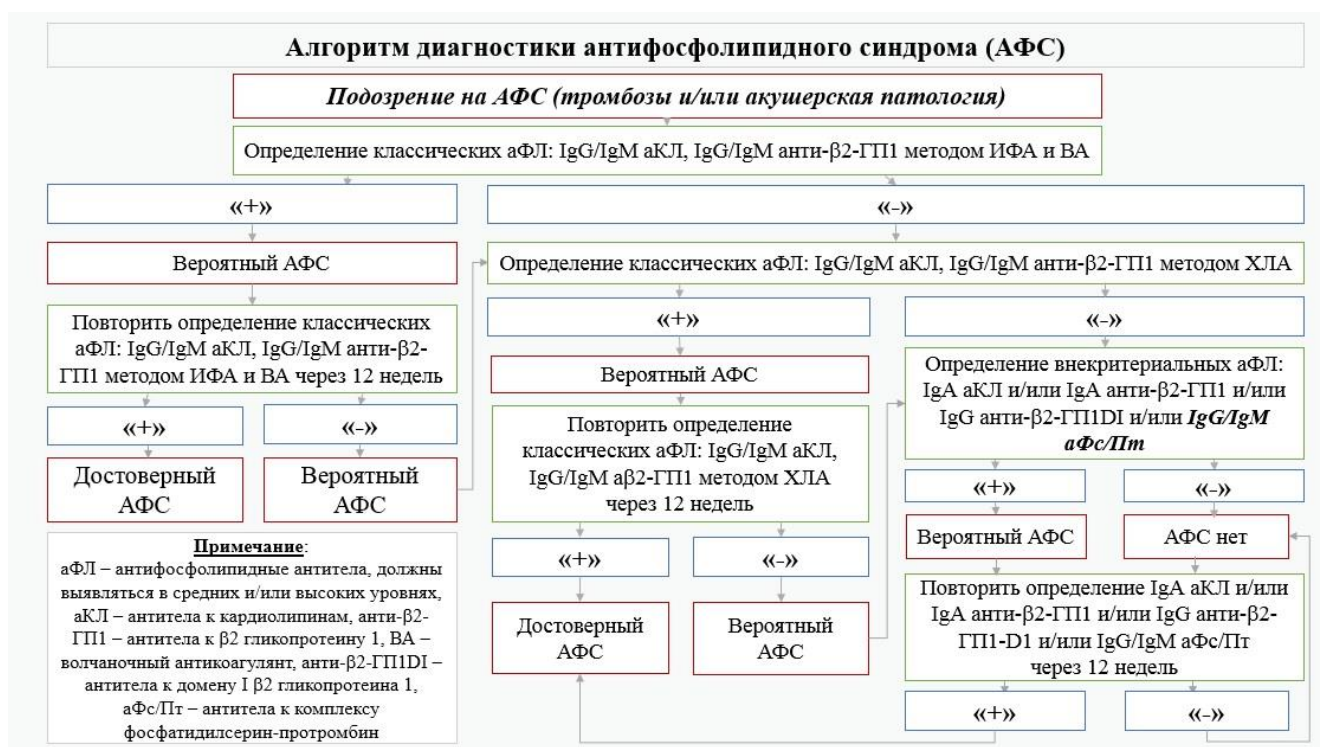 Алгоритм диагностики антифосфолипидного синдрома (АФС)
Подозрение на АФС (тромбозы и/или акушерская патология)
Определение классических аФЛ: IgG/IgM аКЛ, IgG/IgM анти-β2-ГП1 методом ИФА и ВА
«+»
«-»
Вероятный АФС
Определение классических аФЛ: IgG/IgM аКЛ, IgG/IgM анти-β2-ГП1 методом ХЛА
Повторить определение классических
аФЛ: IgG/IgM аКЛ, IgG/IgM анти-β2-
ГП1 методом ИФА и ВА через 12 недель
«+»
«-»
Достоверный
АФС
Вероятный
АФС
«+»
«-»
Вероятный АФС
Повторить определение
классических аФЛ: IgG/IgM аКЛ,
IgG/IgM аβ2-ГП1 методом ХЛА
через 12 недель
«+»
«-»
Достоверный
АФС
Вероятный
АФС
Определение внекритериальных аФЛ:
IgA аКЛ и/или IgA анти-β2-ГП1 и/или
IgG анти-β2-ГП1DI и/или IgG/IgM
аФс/Пт
«+»
«-»
Вероятный АФС
АФС нет
Повторить определение IgA аКЛ и/или
IgA анти-β2-ГП1 и/или IgG анти-β2-
ГП1-D1 и/или IgG/IgM аФс/Пт
через 12 недель
«+»
«-»
Примечание:
аФЛ – антифосфолипидные антитела, должны
выявляться в средних и/или высоких уровнях,
аКЛ – антитела к кардиолипинам, анти-β2-
ГП1 – антитела к β2 гликопротеину 1, ВА –
волчаночный антикоагулянт, анти-β2-ГП1DI –
антитела к домену I β2 гликопротеина 1,
аФс/Пт – антитела к комплексу
фосфатидилсерин-протромбин